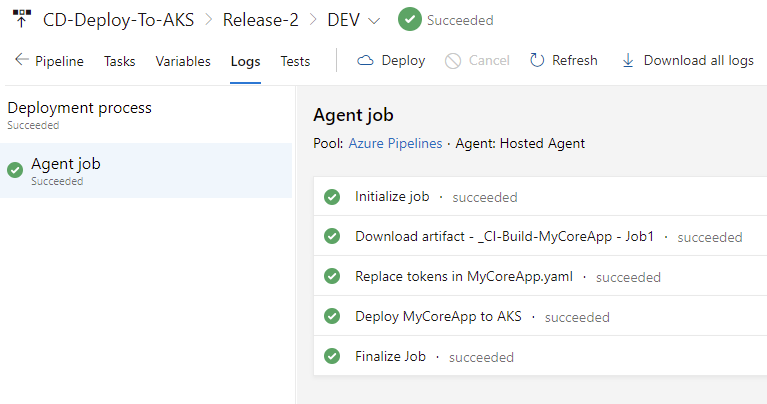 CD-Deploy-To-AKS > Release-2 > DEV Succeeded
Pipeline Tasks Variables Logs Tests Deploy Cancel Refresh Download all logs
Deployment process
Succeeded
Agent job
Succeeded
Agent job
Pool: Azure Pipelines · Agent: Hosted Agent
Initialize job · succeeded
Download artifact - _CI-Build-MyCoreApp - Job1 · succeeded
Replace tokens in MyCoreApp.yaml · succeeded
Deploy MyCoreApp to AKS · succeeded
Finalize Job · succeeded